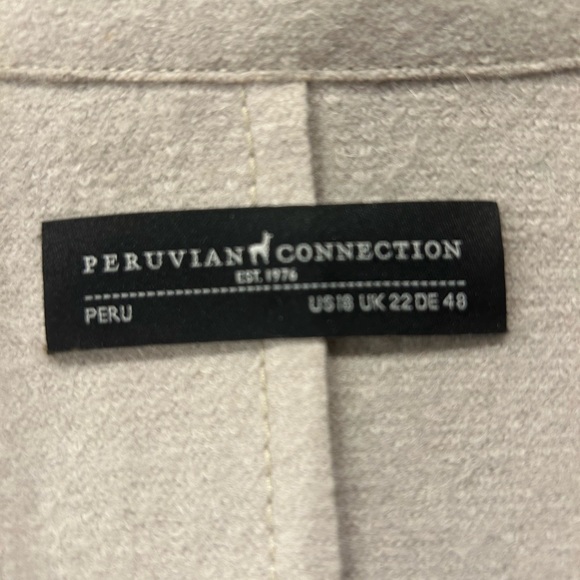 PERUVIAN CONNECTION
EST. 1976
PERU US18 UK 22 DE 48